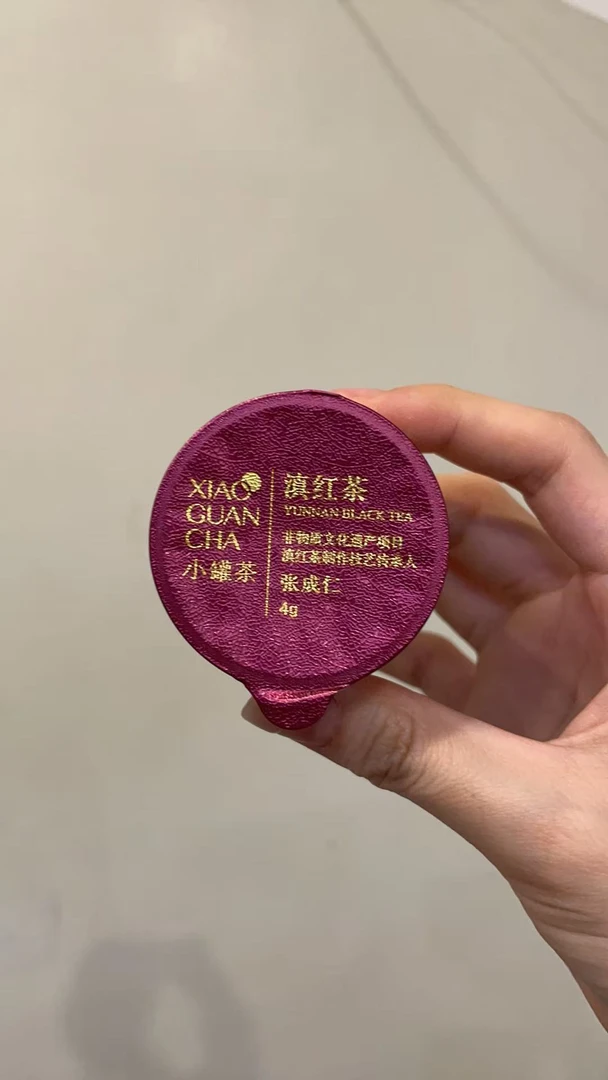 XIAO
GUAN
CHA
小罐茶
滇红茶
YUNNAN BLACK TEA
非物质文化遗产项目
滇红茶制作技艺传承人
张成仁
4g